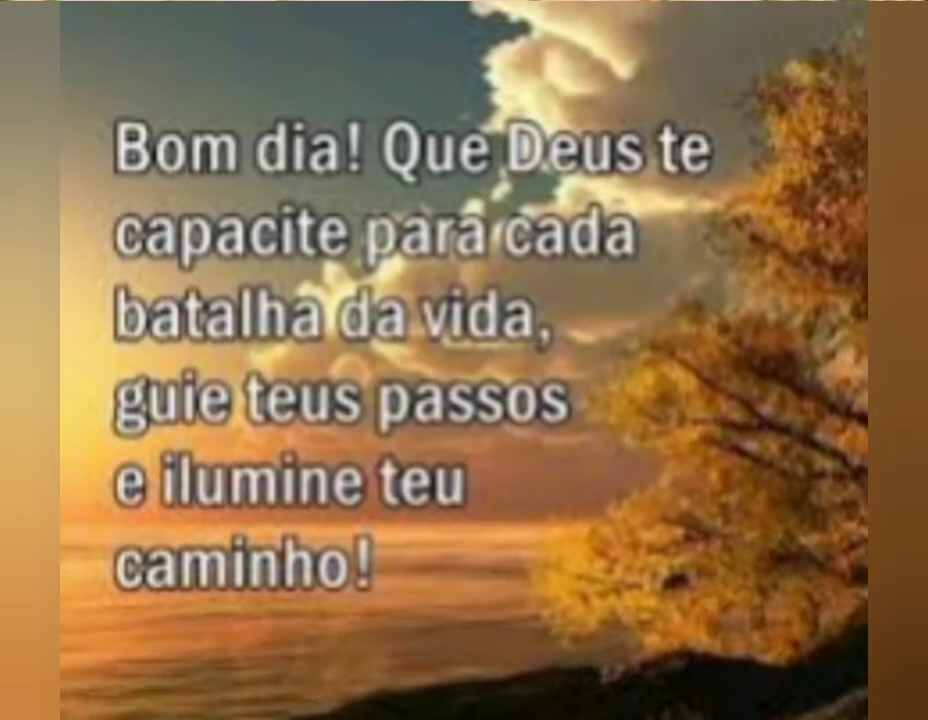 Bom dia! Que Deus te
capacite para cada
batalha da vida,
guie teus passos
e ilumine teu
caminho!